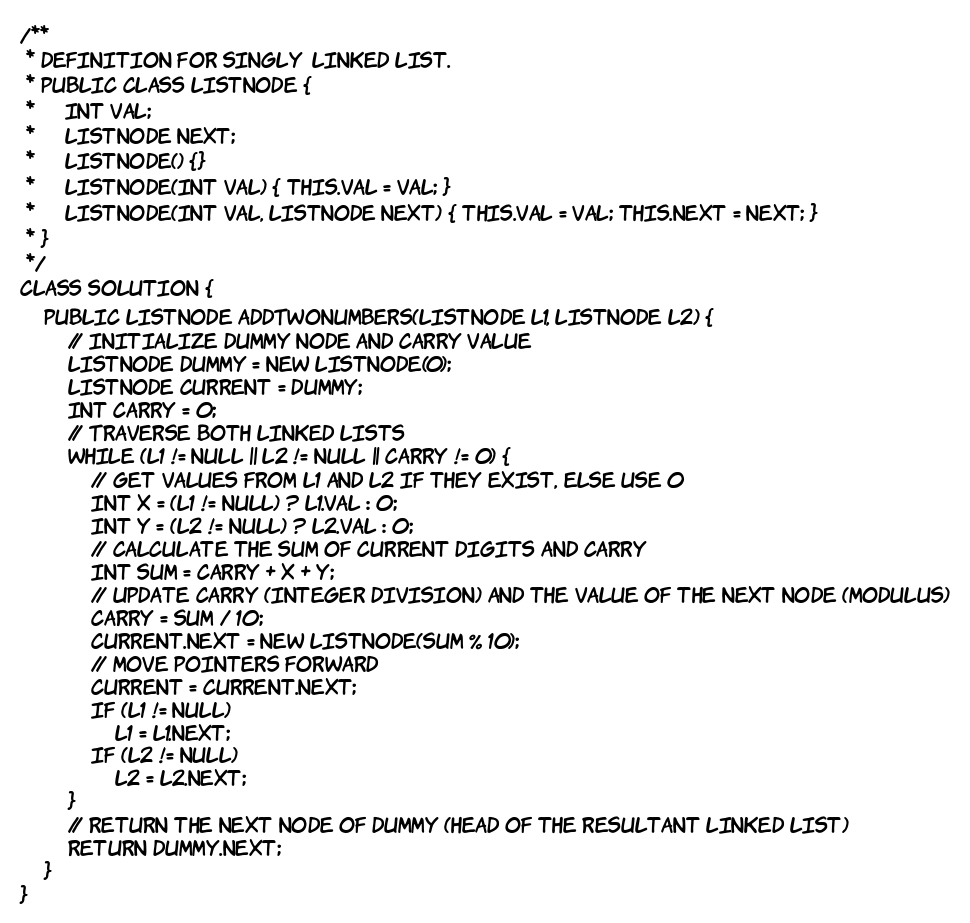 /**
 * DEFINITION FOR SINGLY LINKED LIST.
 * PUBLIC CLASS LISTNODE {
 *    INT VAL;
 *    LISTNODE NEXT;
 *    LISTNODE() {}
 *    LISTNODE(INT VAL) { THIS.VAL = VAL; }
 *    LISTNODE(INT VAL, LISTNODE NEXT) { THIS.VAL = VAL; THIS.NEXT = NEXT; }
 * }
 */
CLASS SOLUTION {
   PUBLIC LISTNODE ADDTWONUMBERS(LISTNODE L1, LISTNODE L2) {
      // INITIALIZE DUMMY NODE AND CARRY VALUE
      LISTNODE DUMMY = NEW LISTNODE(0);
      LISTNODE CURRENT = DUMMY;
      INT CARRY = 0;
      // TRAVERSE BOTH LINKED LISTS
      WHILE (L1 != NULL || L2 != NULL || CARRY != 0) {
         // GET VALUES FROM L1 AND L2 IF THEY EXIST, ELSE USE 0
         INT X = (L1 != NULL) ? L1.VAL : 0;
         INT Y = (L2 != NULL) ? L2.VAL : 0;
         // CALCULATE THE SUM OF CURRENT DIGITS AND CARRY
         INT SUM = CARRY + X + Y;
         // UPDATE CARRY (INTEGER DIVISION) AND THE VALUE OF THE NEXT NODE (MODULUS)
         CARRY = SUM / 10;
         CURRENT.NEXT = NEW LISTNODE(SUM % 10);
         // MOVE POINTERS FORWARD
         CURRENT = CURRENT.NEXT;
         IF (L1 != NULL)
            L1 = L1.NEXT;
         IF (L2 != NULL)
            L2 = L2.NEXT;
      }
      // RETURN THE NEXT NODE OF DUMMY (HEAD OF THE RESULTANT LINKED LIST)
      RETURN DUMMY.NEXT;
   }
}